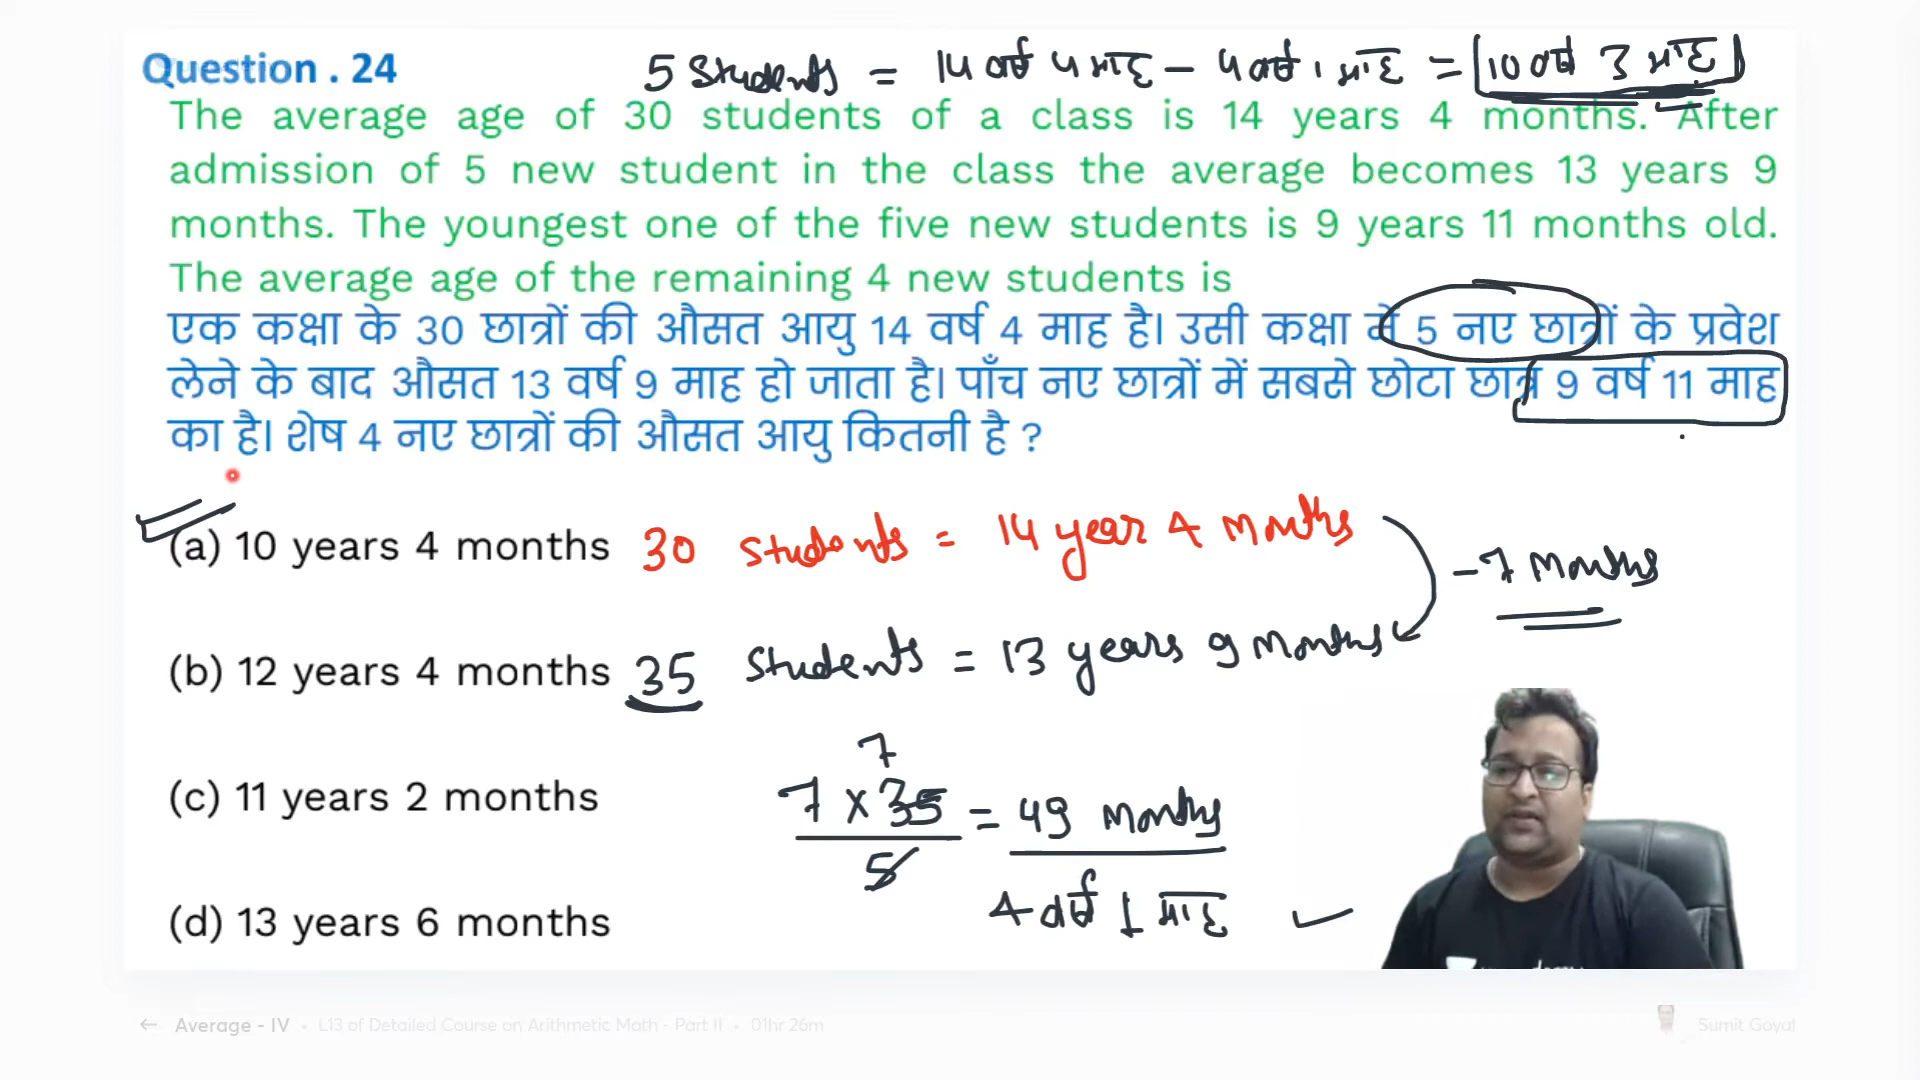 Question . 24
5 students = 14 वर्ष 4 माह - 4 वर्ष 1 माह = 10 वर्ष 3 माह
The average age of 30 students of a class is 14 years 4 months. After
admission of 5 new student in the class the average becomes 13 years 9
months. The youngest one of the five new students is 9 years 11 months old.
The average age of the remaining 4 new students is
एक कक्षा के 30 छात्रों की औसत आयु 14 वर्ष 4 माह है। उसी कक्षा मे 5 नए छात्रों के प्रवेश
लेने के बाद औसत 13 वर्ष 9 माह हो जाता है। पाँच नए छात्रों में सबसे छोटा छात्र 9 वर्ष 11 माह
का है। शेष 4 नए छात्रों की औसत आयु कितनी है ?
(a) 10 years 4 months
30 students = 14 year 4 months
-7 months
(b) 12 years 4 months
35 students = 13 years 9 months
7
(c) 11 years 2 months
7 x 35 = 49 months
5
(d) 13 years 6 months
4 वर्ष 1 माह
← Average - IV • L13 of Detailed Course on Arithmetic Math - Part II • 01hr 26m
Sumit Goyal